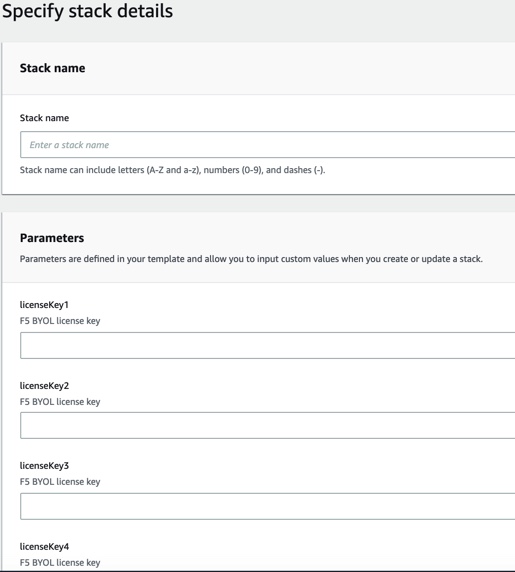 Specify stack details
Stack name
Stack name
Enter a stack name
Stack name can include letters (A-Z and a-z), numbers (0-9), and dashes (-).
Parameters
Parameters are defined in your template and allow you to input custom values when you create or update a stack.
licenseKey1
F5 BYOL license key
licenseKey2
F5 BYOL license key
licenseKey3
F5 BYOL license key
licenseKey4
F5 BYOL license key